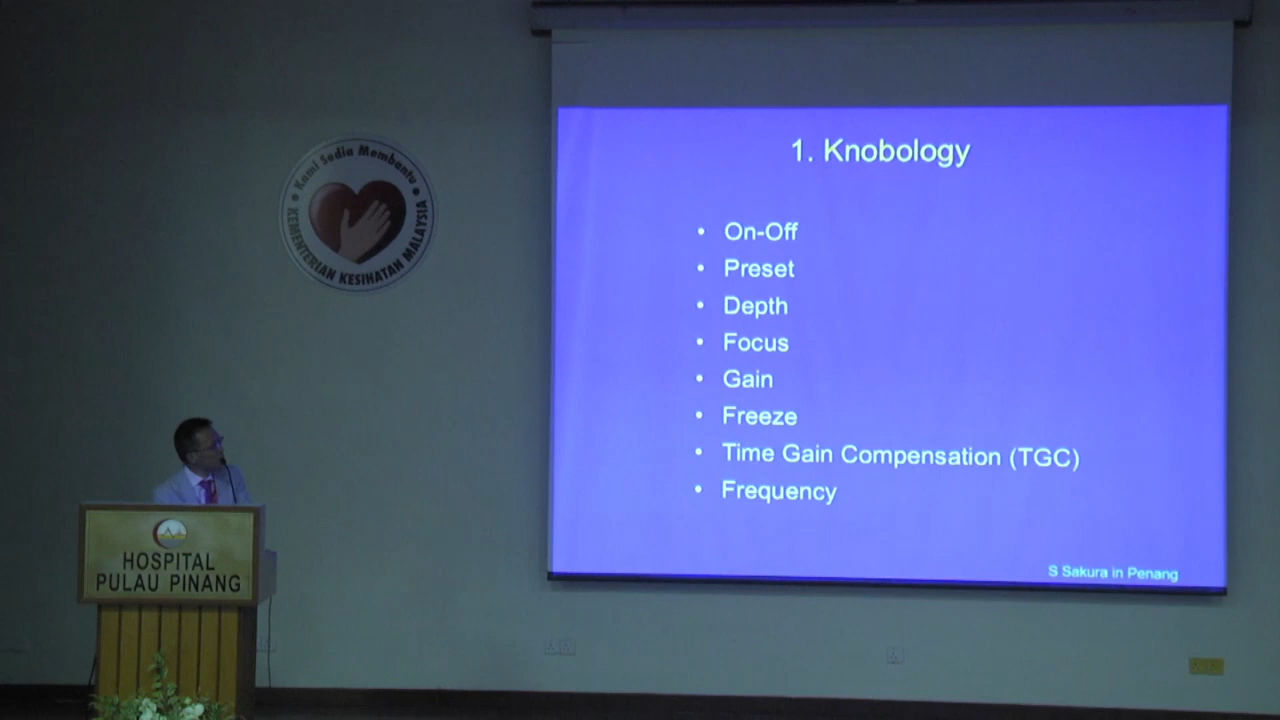 1. Knobology
• On-Off
• Preset
• Depth
• Focus
• Gain
• Freeze
• Time Gain Compensation (TGC)
• Frequency
S Sakura in Penang
Kami Sedia Membantu
KEMENTERIAN KESIHATAN MALAYSIA
HOSPITAL
PULAU PINANG